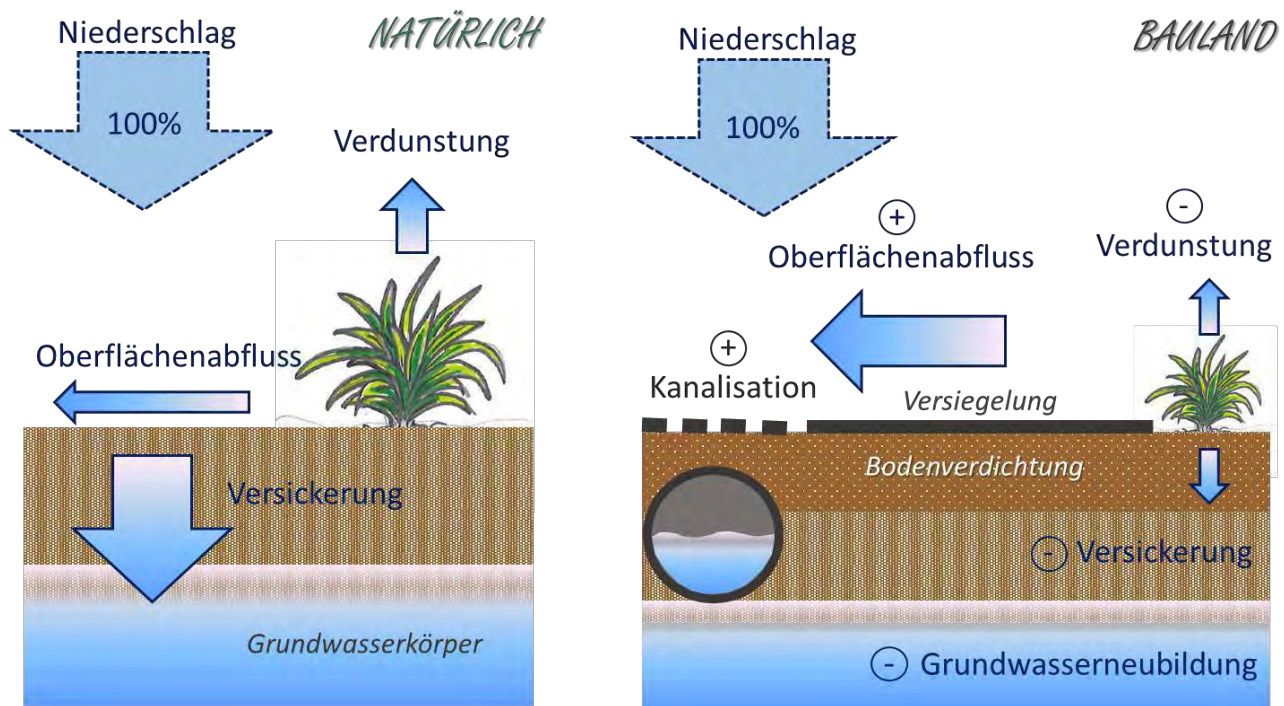 Niederschlag
NATÜRLICH
100%
Verdunstung
Oberflächenabfluss
Versickerung
Grundwasserkörper
Niederschlag
BAULAND
100%
+
Oberflächenabfluss
-
Verdunstung
+
Kanalisation
Versiegelung
Bodenverdichtung
- Versickerung
- Grundwasserneubildung